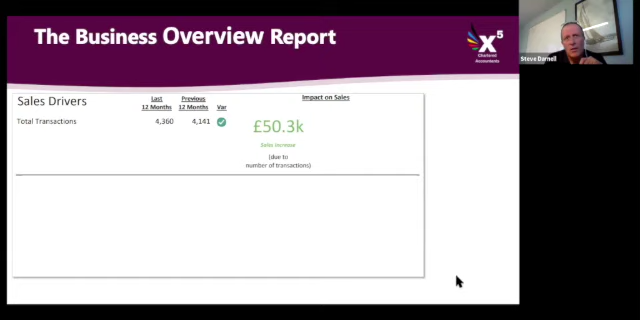 The Business Overview Report
x5
Chartered
Accountants
Steve Darnell
Sales Drivers
Last
12 Months
Previous
12 Months
Var
Impact on Sales
Total Transactions
4,360
4,141
£50.3k
Sales Increase
(due to
number of transactions)